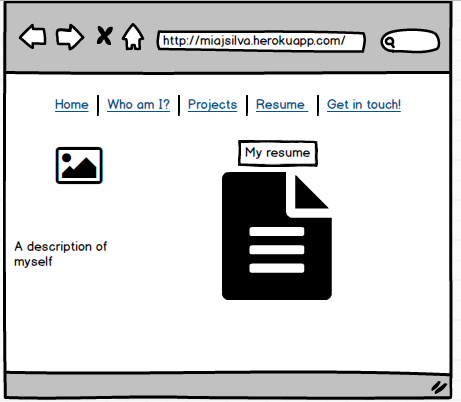 http://miajsilva.herokuapp.com/
Home | Who am I? | Projects | Resume | Get in touch!
My resume
A description of
myself